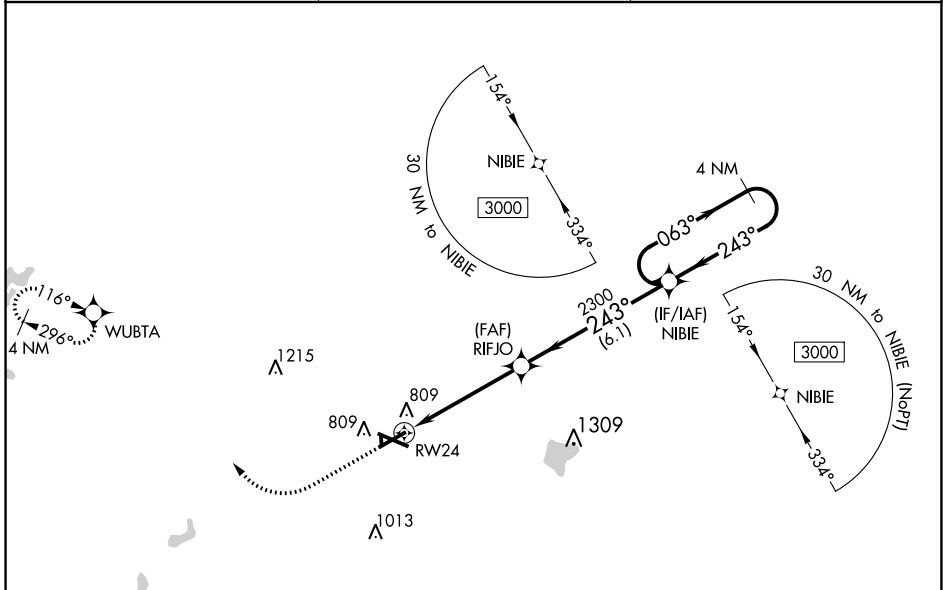 154°
NIBIE
3000
334°
30 NM to NIBIE
4 NM
063°
243°
(IF/IAF)
NIBIE
2300
243°
(6.1)
(FAF)
RIFJO
30 NM to NIBIE (NoPT)
154°
3000
NIBIE
334°
116°
296°
4 NM
WUBTA
1215
809
809
RW24
1309
1013